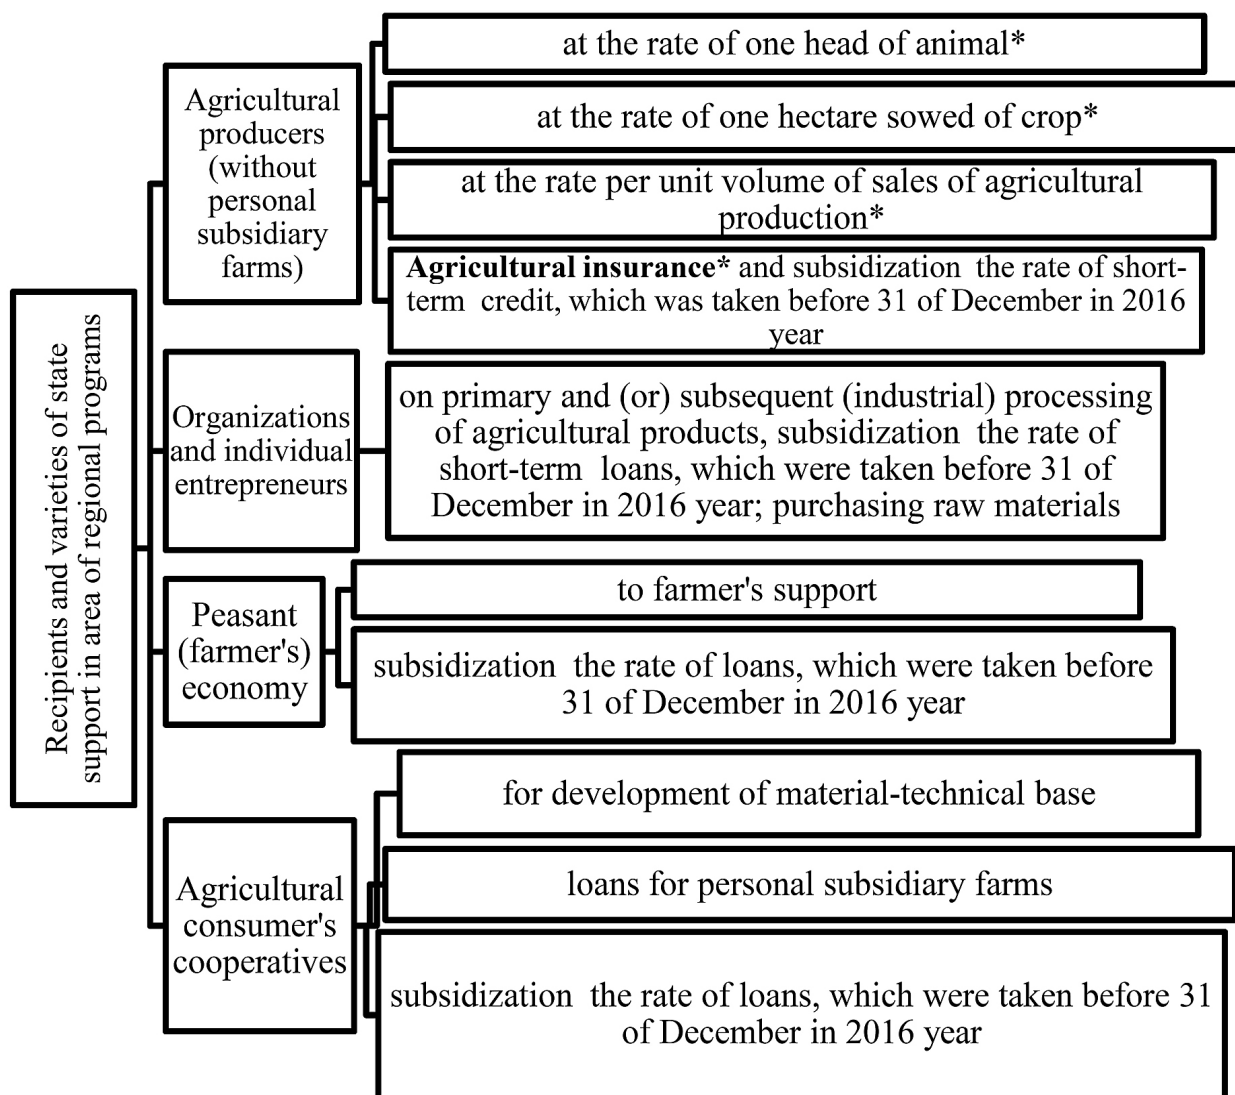 Recipients and varieties of state
support in area of regional programs
Agricultural
producers
(without
personal
subsidiary
farms)
at the rate of one head of animal*
at the rate of one hectare sowed of crop*
at the rate per unit volume of sales of agricultural
production*
Agricultural insurance* and subsidization the rate of short-
term credit, which was taken before 31 of December in 2016
year
Organizations
and individual
entrepreneurs
on primary and (or) subsequent (industrial) processing
of agricultural products, subsidization the rate of
short-term loans, which were taken before 31 of
December in 2016 year; purchasing raw materials
Peasant
(farmer's)
economy
to farmer's support
subsidization the rate of loans, which were taken before
31 of December in 2016 year
Agricultural
consumer's
cooperatives
for development of material-technical base
loans for personal subsidiary farms
subsidization the rate of loans, which were taken before 31
of December in 2016 year